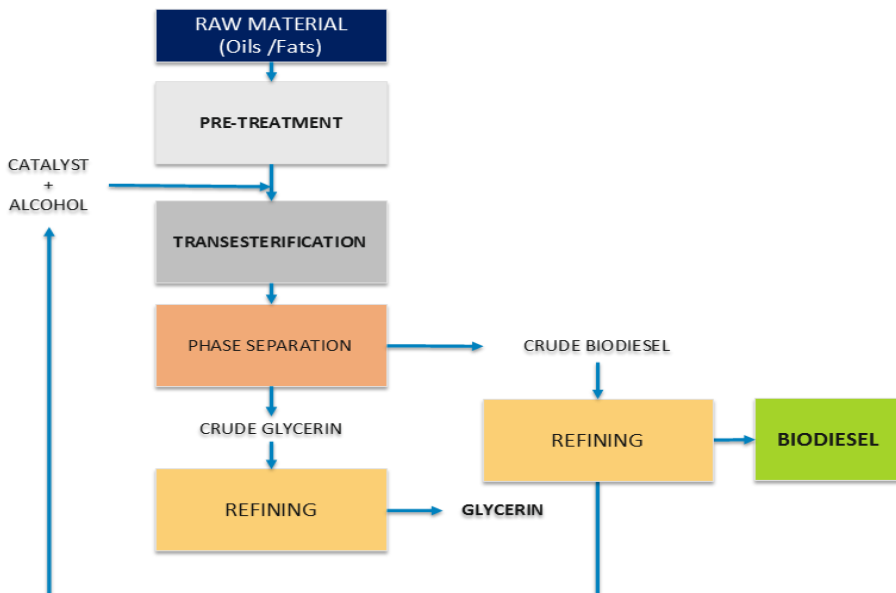 RAW MATERIAL
(Oils /Fats)
PRE-TREATMENT
CATALYST
+
ALCOHOL
TRANSESTERIFICATION
PHASE SEPARATION
CRUDE BIODIESEL
CRUDE GLYCERIN
REFINING
BIODIESEL
REFINING
GLYCERIN